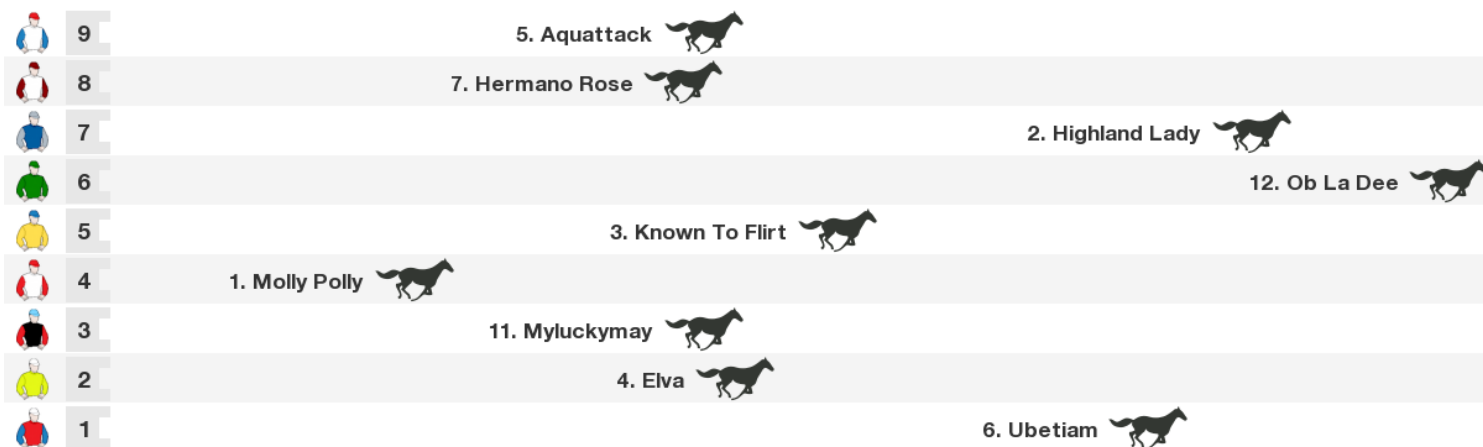 9 5. Aquattack
8 7. Hermano Rose
7 2. Highland Lady
6 12. Ob La Dee
5 3. Known To Flirt
4 1. Molly Polly
3 11. Myluckymay
2 4. Elva
1 6. Ubetiam